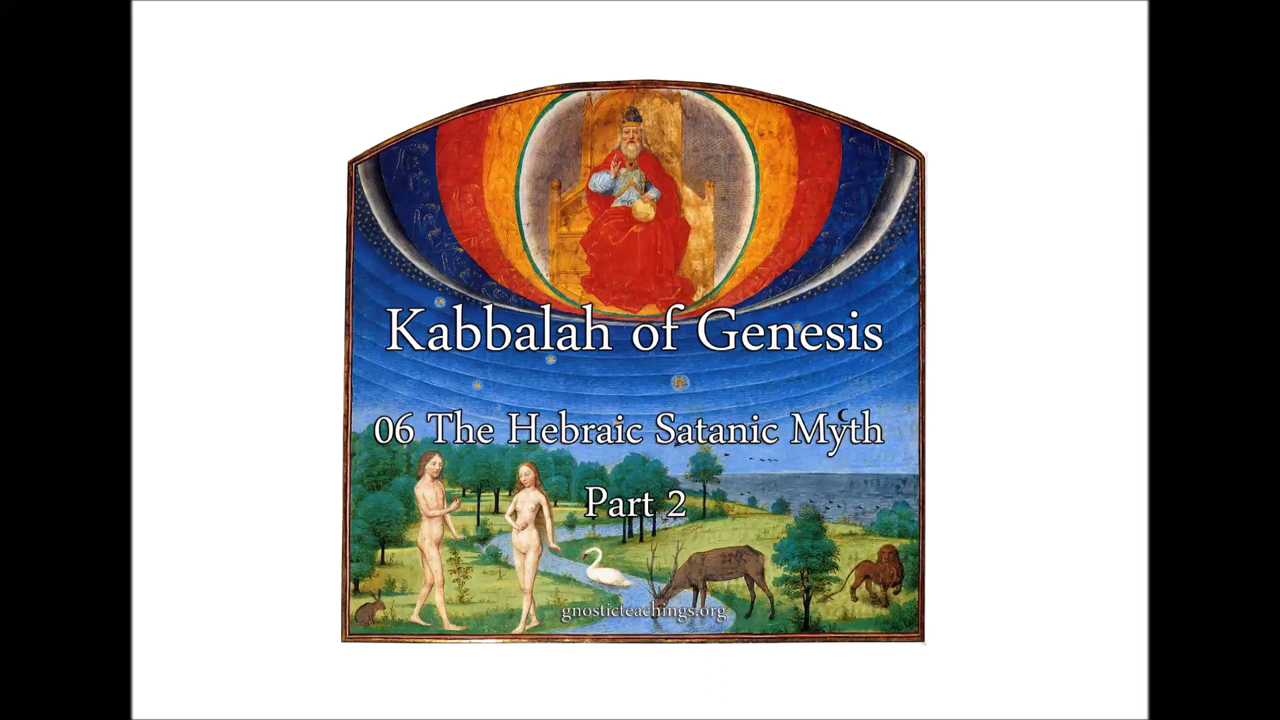 Kabbalah of Genesis
06 The Hebraic Satanic Myth
Part 2
gnosticteachings.org